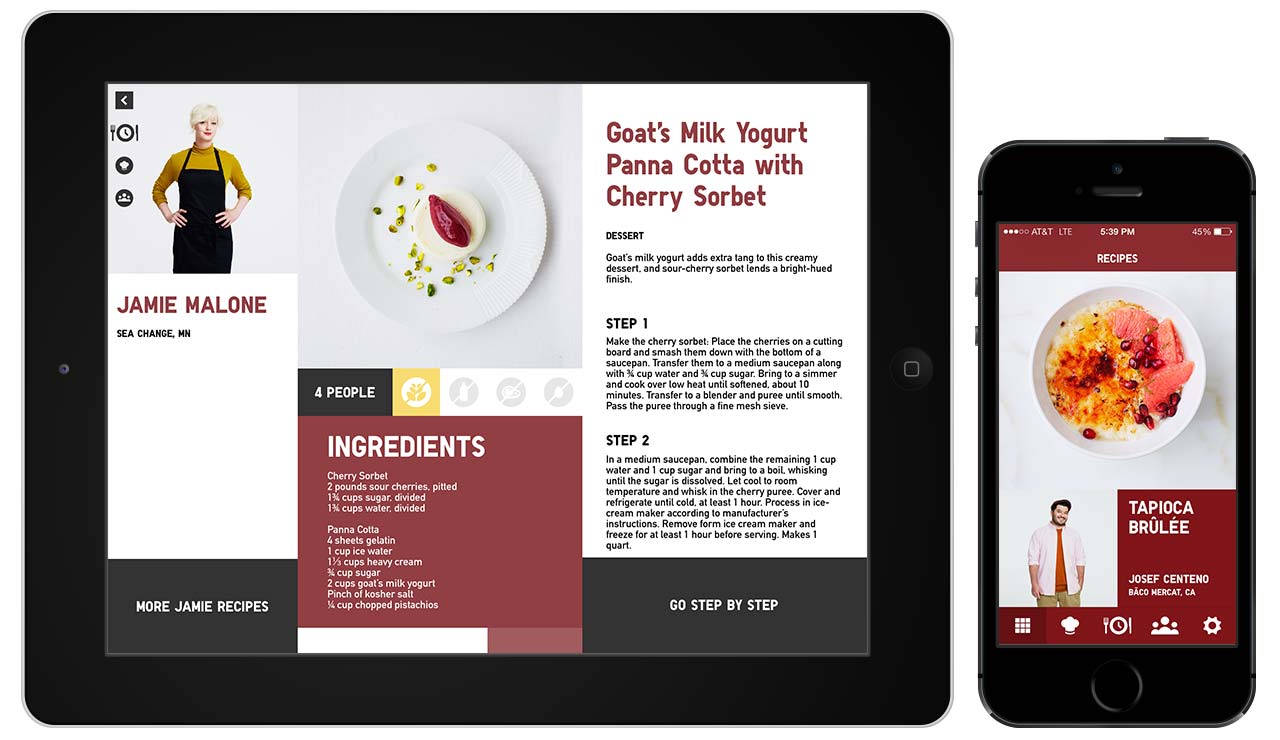 JAMIE MALONE
SEA CHANGE, MN
MORE JAMIE RECIPES
4 PEOPLE
INGREDIENTS
Cherry Sorbet
2 pounds sour cherries, pitted
1¾ cups sugar, divided
1¾ cups water, divided
Panna Cotta
4 sheets gelatin
1 cup ice water
1⅓ cups heavy cream
¾ cup sugar
2 cups goat's milk yogurt
Pinch of kosher salt
¼ cup chopped pistachios
Goat's Milk Yogurt
Panna Cotta with
Cherry Sorbet
DESSERT
Goat's milk yogurt adds extra tang to this creamy
dessert, and sour-cherry sorbet lends a bright-hued
finish.
STEP 1
Make the cherry sorbet: Place the cherries on a cutting
board and smash them down with the bottom of a
saucepan. Transfer them to a medium saucepan along
with ¾ cup water and ¾ cup sugar. Bring to a simmer
and cook over low heat until softened, about 10
minutes. Transfer to a blender and puree until smooth.
Pass the puree through a fine mesh sieve.
STEP 2
In a medium saucepan, combine the remaining 1 cup
water and 1 cup sugar and bring to a boil, whisking
until the sugar is dissolved. Let cool to room
temperature and whisk in the cherry puree. Cover and
refrigerate until cold, at least 1 hour. Process in ice-
cream maker according to manufacturer's
instructions. Remove form ice cream maker and
freeze for at least 1 hour before serving. Makes 1
quart.
GO STEP BY STEP
AT&T LTE 5:39 PM 45%
RECIPES
TAPIOCA
BRÛLÉE
JOSEF CENTENO
BÄCO MERCAT, CA